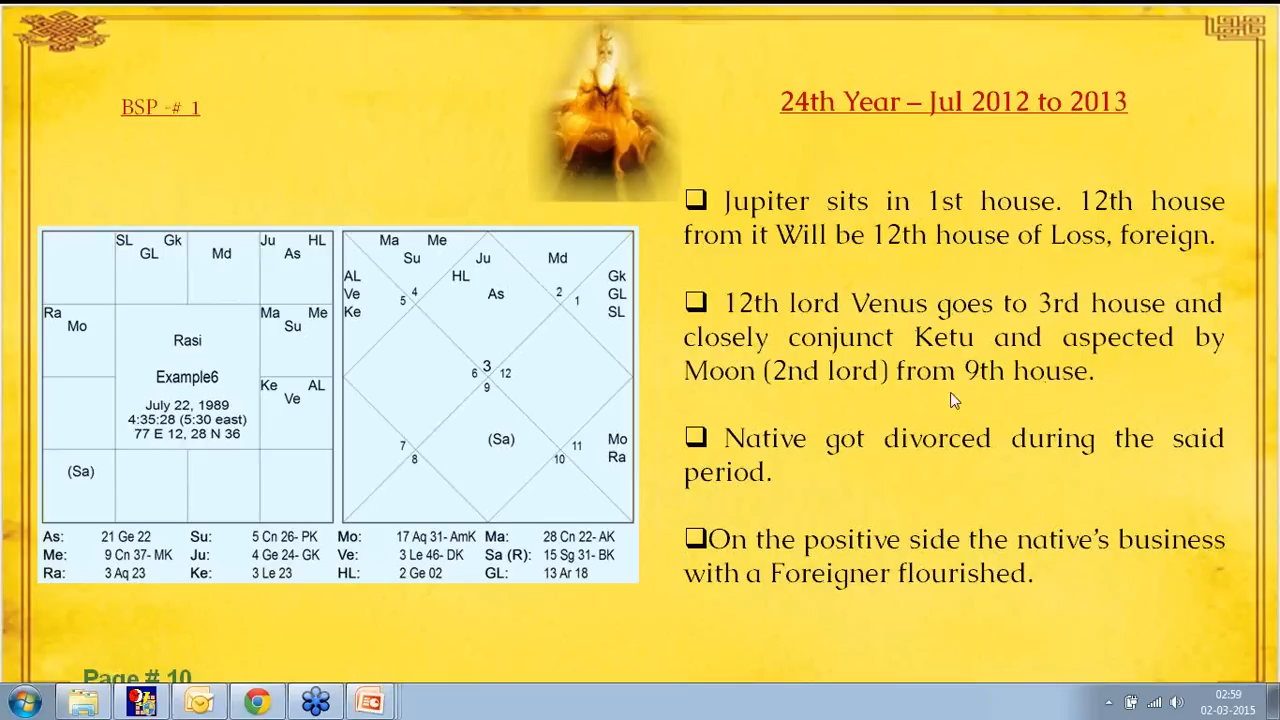 BSP -# 1
24th Year – Jul 2012 to 2013
❑ Jupiter sits in 1st house. 12th house
from it Will be 12th house of Loss, foreign.
❑ 12th lord Venus goes to 3rd house and
closely conjunct Ketu and aspected by
Moon (2nd lord) from 9th house.
❑ Native got divorced during the said
period.
❑On the positive side the native’s business
with a Foreigner flourished.
SL Gk
GL
Md
Ju HL
As
Ra
Mo
Ma Me
Su
Rasi
Example6
July 22, 1989
4:35:28 (5:30 east)
77 E 12, 28 N 36
Ke AL
Ve
(Sa)
Ma Me
Su
Ju
Md
AL
Ve
Ke
HL
As
Gk
GL
SL
5 4
2 1
3
6 12
9
7
8
(Sa)
11
10
Mo
Ra
As: 21 Ge 22 Su: 5 Cn 26- PK Mo: 17 Aq 31- AmK Ma: 28 Cn 22- AK
Me: 9 Cn 37- MK Ju: 4 Ge 24- GK Ve: 3 Le 46- DK Sa (R): 15 Sg 31- BK
Ra: 3 Aq 23 Ke: 3 Le 23 HL: 2 Ge 02 GL: 13 Ar 18
Page # 10
02:59
02-03-2015